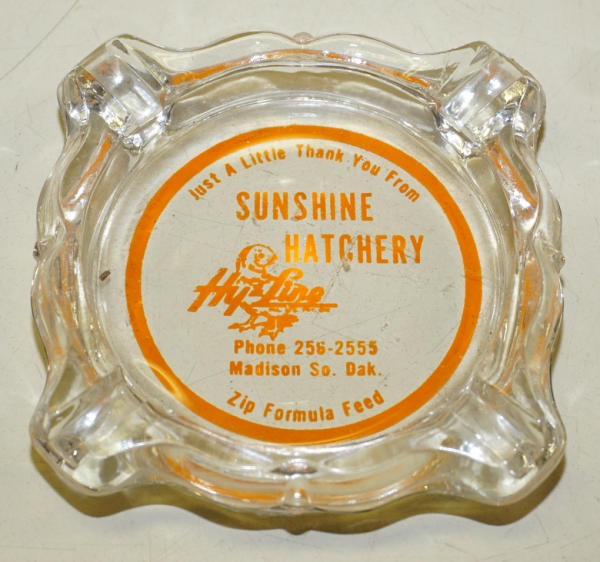 Just A Little Thank You From
SUNSHINE
HATCHERY
Hy-Line
Phone 256-2555
Madison So. Dak.
Zip Formula Feed